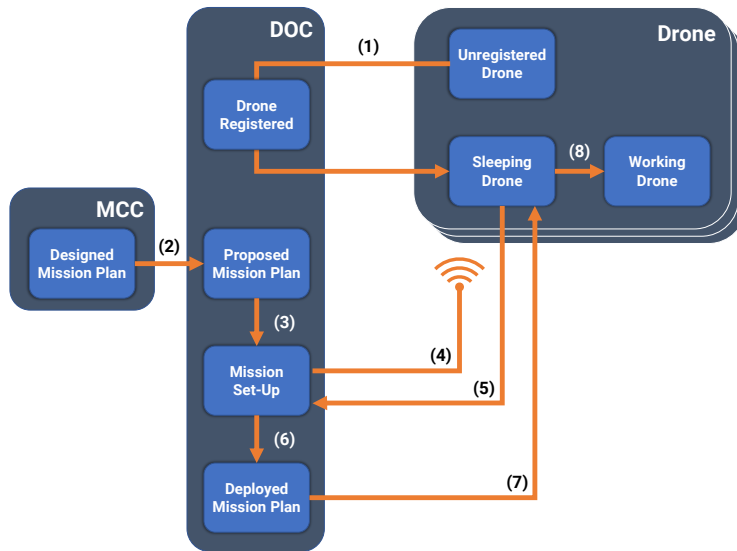 DOC
Drone
(1)
Unregistered
Drone
Drone
Registered
Sleeping
Drone
(8)
Working
Drone
MCC
Designed
Mission Plan
(2)
Proposed
Mission Plan
(3)
(4)
Mission
Set-Up
(5)
(6)
Deployed
Mission Plan
(7)